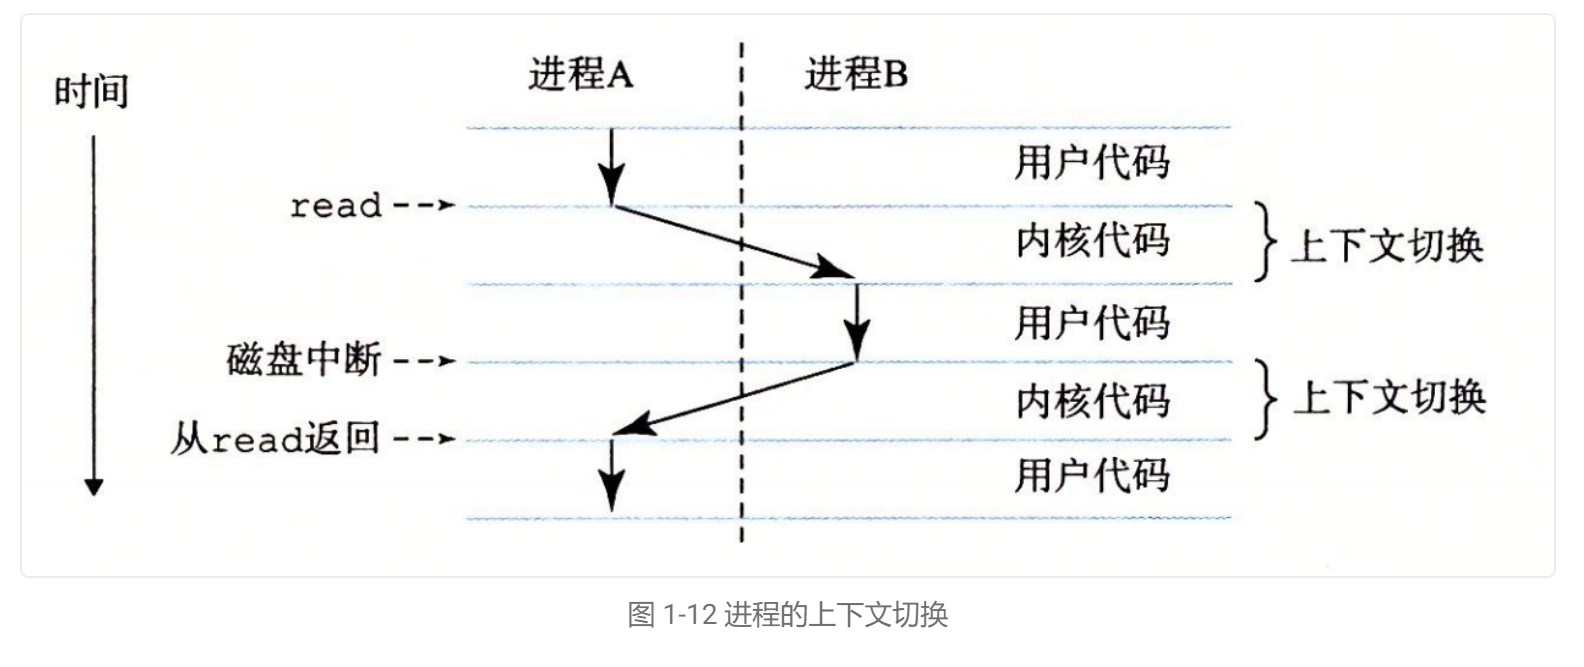 时间
进程A
进程B
用户代码
read
内核代码
上下文切换
用户代码
磁盘中断
内核代码
上下文切换
从read返回
用户代码
图 1-12 进程的上下文切换